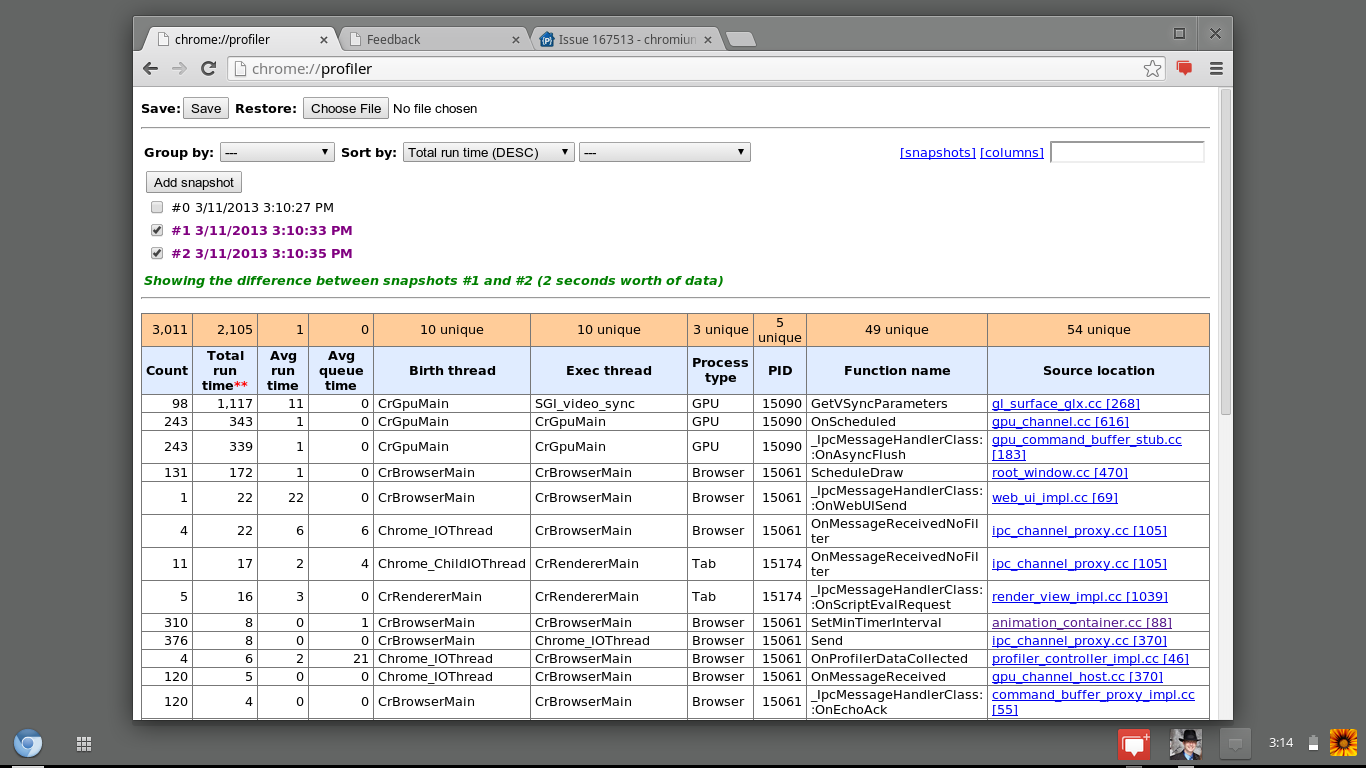 chrome://profiler
Feedback
Issue 167513 - chromiun
chrome://profiler
Save: Save Restore: Choose File No file chosen
Group by: --- Sort by: Total run time (DESC) --- [snapshots] [columns]
Add snapshot
#0 3/11/2013 3:10:27 PM
#1 3/11/2013 3:10:33 PM
#2 3/11/2013 3:10:35 PM
Showing the difference between snapshots #1 and #2 (2 seconds worth of data)
3,011 2,105 1 0 10 unique 10 unique 3 unique 5 unique 49 unique 54 unique
Count Total run time** Avg run time Avg queue time Birth thread Exec thread Process type PID Function name Source location
98 1,117 11 0 CrGpuMain SGI_video_sync GPU 15090 GetVSyncParameters gl_surface_glx.cc [268]
243 343 1 0 CrGpuMain CrGpuMain GPU 15090 OnScheduled gpu_channel.cc [616]
243 339 1 0 CrGpuMain CrGpuMain GPU 15090 _IpcMessageHandlerClass::OnAsyncFlush gpu_command_buffer_stub.cc [183]
131 172 1 0 CrBrowserMain CrBrowserMain Browser 15061 ScheduleDraw root_window.cc [470]
1 22 22 0 CrBrowserMain CrBrowserMain Browser 15061 _IpcMessageHandlerClass::OnWebUISend web_ui_impl.cc [69]
4 22 6 6 Chrome_IOThread CrBrowserMain Browser 15061 OnMessageReceivedNoFilter ipc_channel_proxy.cc [105]
11 17 2 4 Chrome_ChildIOThread CrRendererMain Tab 15174 OnMessageReceivedNoFilter ipc_channel_proxy.cc [105]
5 16 3 0 CrRendererMain CrRendererMain Tab 15174 _IpcMessageHandlerClass::OnScriptEvalRequest render_view_impl.cc [1039]
310 8 0 1 CrBrowserMain CrBrowserMain Browser 15061 SetMinTimerInterval animation_container.cc [88]
376 8 0 0 CrBrowserMain Chrome_IOThread Browser 15061 Send ipc_channel_proxy.cc [370]
4 6 2 21 Chrome_IOThread CrBrowserMain Browser 15061 OnProfilerDataCollected profiler_controller_impl.cc [46]
120 5 0 0 Chrome_IOThread CrBrowserMain Browser 15061 OnMessageReceived gpu_channel_host.cc [370]
120 4 0 0 CrBrowserMain CrBrowserMain Browser 15061 _IpcMessageHandlerClass::OnEchoAck command_buffer_proxy_impl.cc [55]
3:14